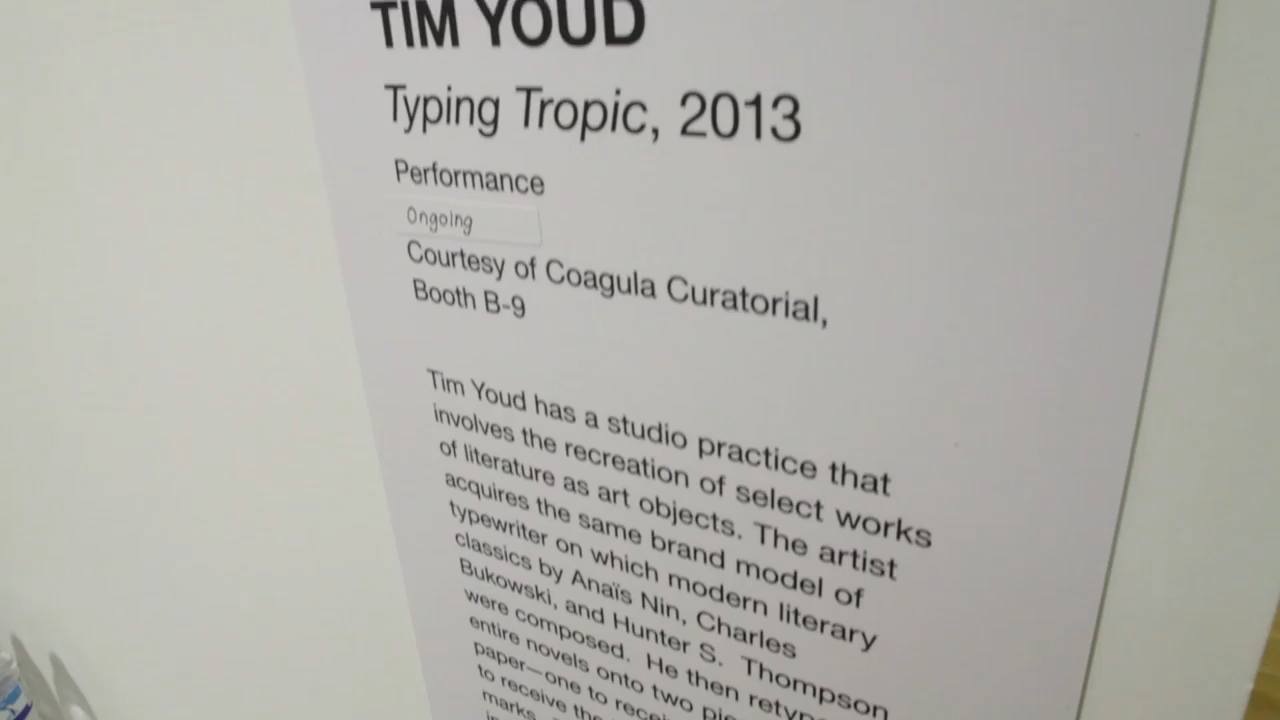 TIM YOUD
Typing Tropic, 2013
Performance
Ongoing
Courtesy of Coagula Curatorial,
Booth B-9
Tim Youd has a studio practice that
involves the recreation of select works
of literature as art objects. The artist
acquires the same brand model of
typewriter on which modern literary
classics by Anaïs Nin, Charles
Bukowski, and Hunter S. Thompson
were composed. He then
entire novels onto two
paper—one to
to receive the
marks